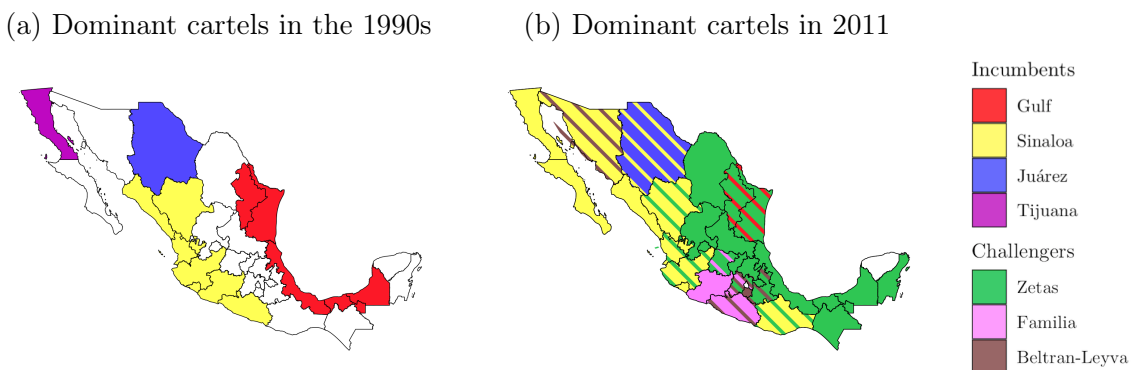 (a) Dominant cartels in the 1990s
(b) Dominant cartels in 2011
Incumbents
Gulf
Sinaloa
Juárez
Tijuana
Challengers
Zetas
Familia
Beltran-Leyva